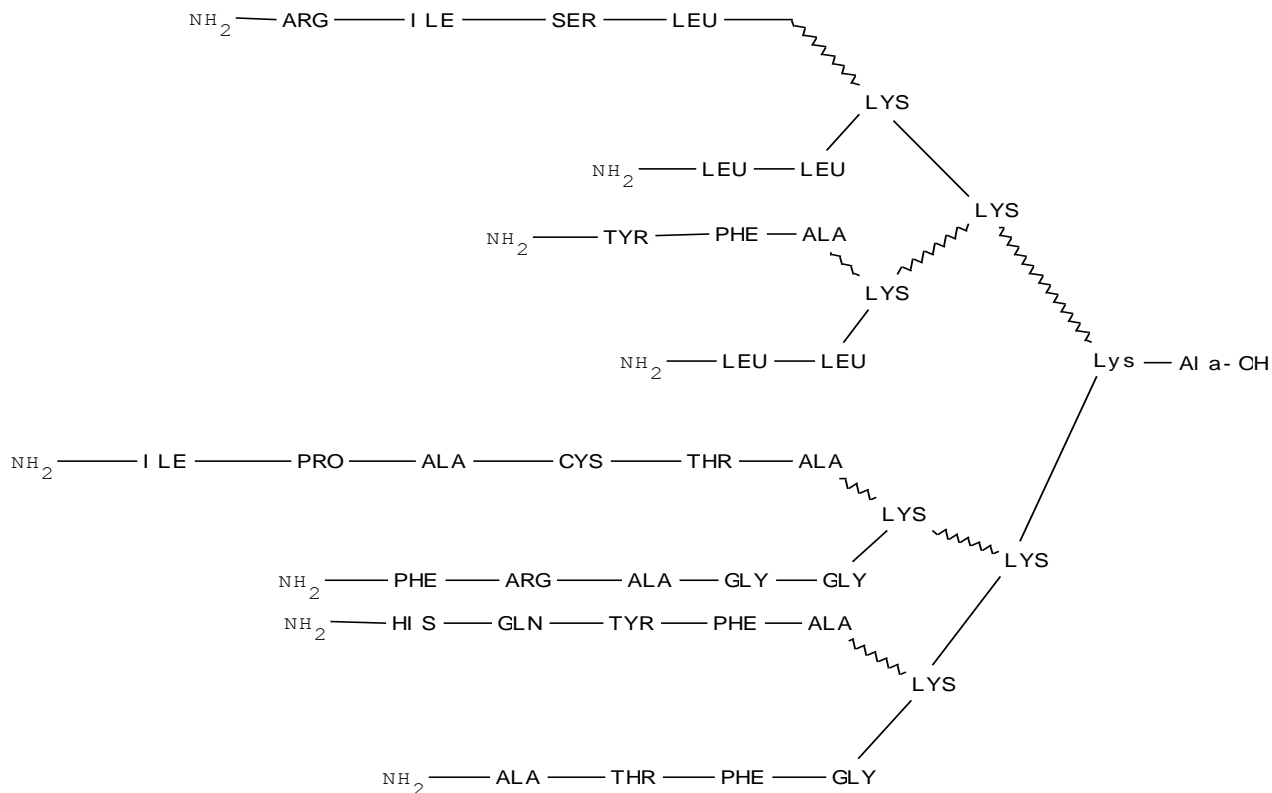 NH2 ARG ILE SER LEU
LYS
NH2 LEU LEU
LYS
NH2 TYR PHE ALA
LYS
NH2 LEU LEU
Lys Ala-OH
NH2 ILE PRO ALA CYS THR ALA
LYS
LYS
NH2 PHE ARG ALA GLY GLY
NH2 HIS GLN TYR PHE ALA
LYS
NH2 ALA THR PHE GLY